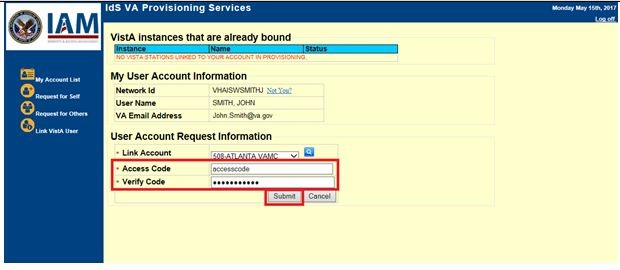 IAM
IdS VA Provisioning Services
Monday May 15th, 2017
Log off
My Account List
Request for Self
Request for Others
Link VistA User
VistA instances that are already bound
Instance Name Status
NO VISTA STATIONS LINKED TO YOUR ACCOUNT IN PROVISIONING.
My User Account Information
Network Id VHAISWSMITHJ Not You?
User Name SMITH, JOHN
VA Email Address John.Smith@va.gov
User Account Request Information
* Link Account 508-ATLANTA VAMC
* Access Code accesscode
* Verify Code •••••••••••
Submit Cancel